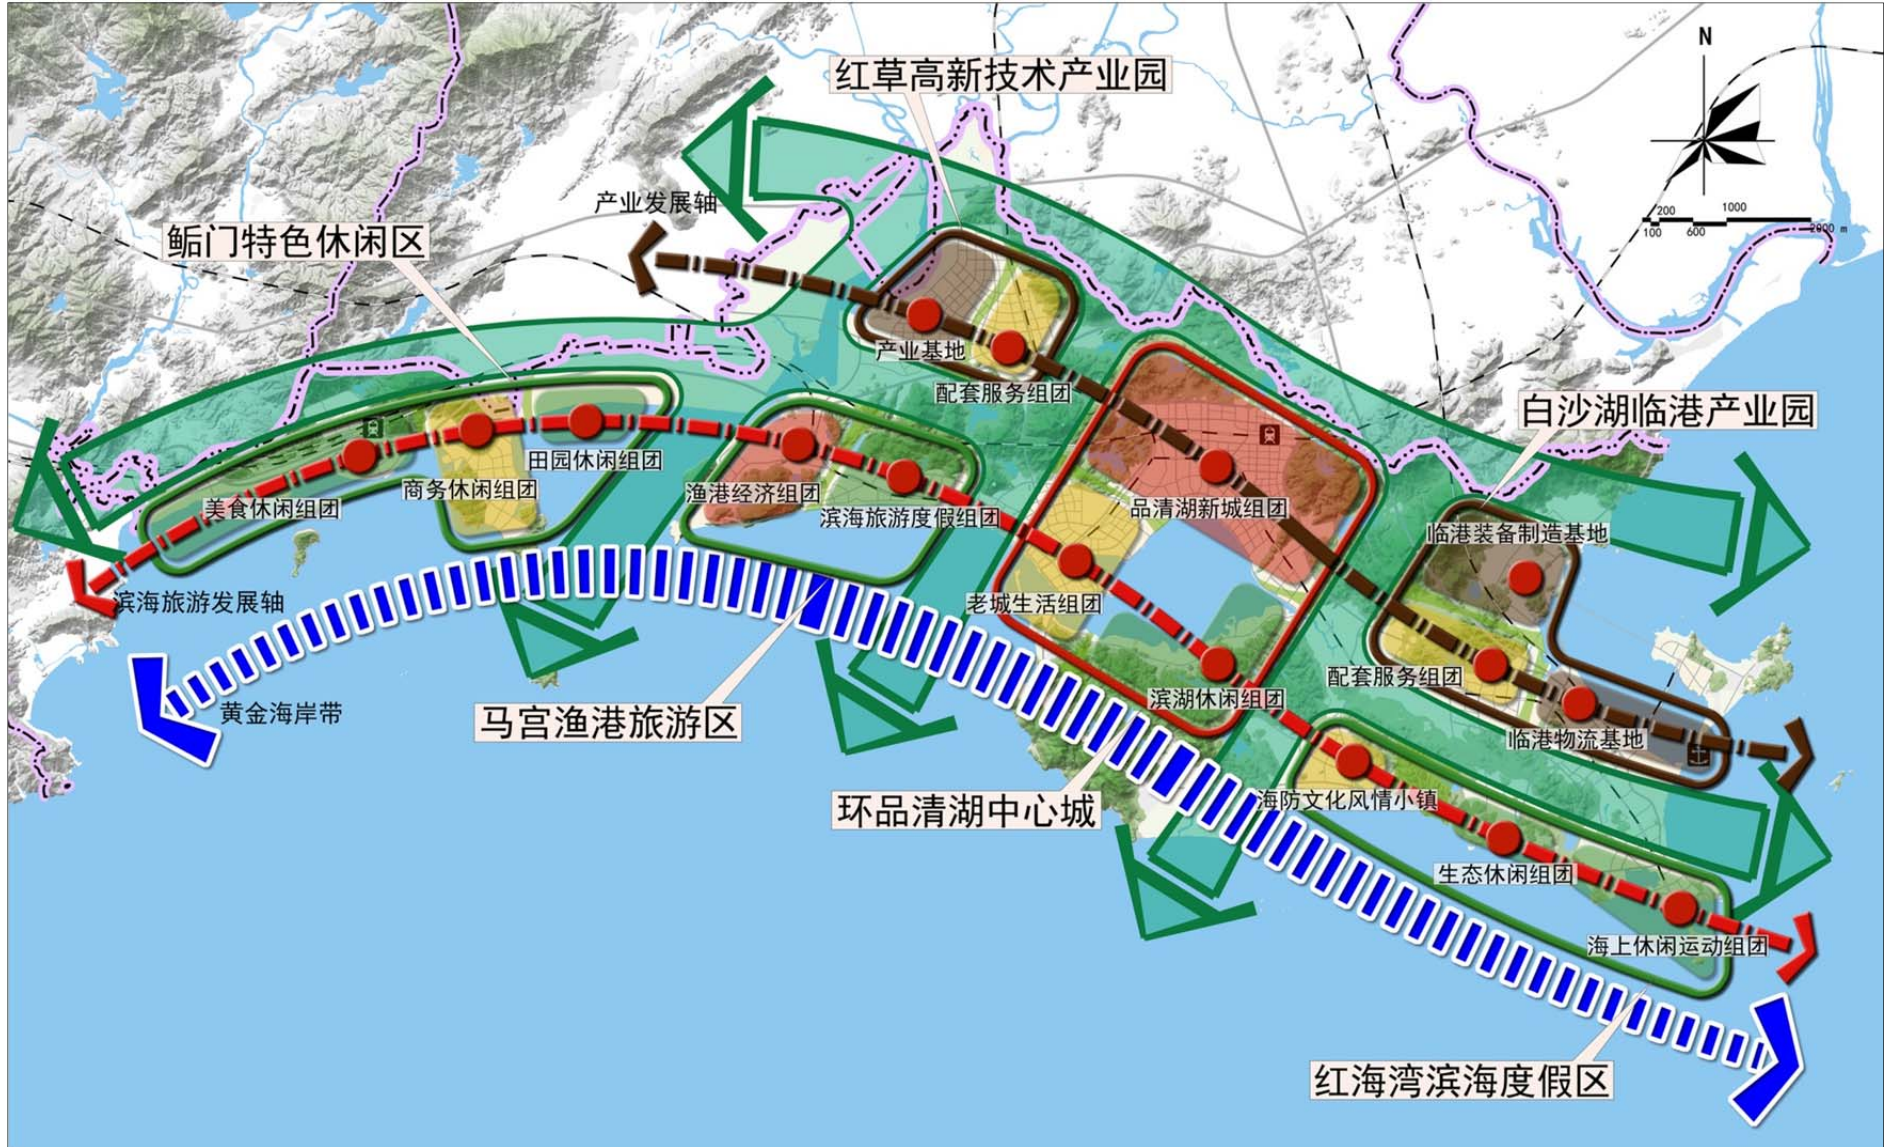 N
红草高新技术产业园
产业发展轴
200
1000
100
600
2000 m
鲘门特色休闲区
产业基地
配套服务组团
白沙湖临港产业园
田园休闲组团
商务休闲组团
美食休闲组团
渔港经济组团
滨海旅游度假组团
品清湖新城组团
临港装备制造基地
滨海旅游发展轴
老城生活组团
黄金海岸带
马宫渔港旅游区
滨湖休闲组团
配套服务组团
临港物流基地
环品清湖中心城
海防文化风情小镇
生态休闲组团
海上休闲运动组团
红海湾滨海度假区